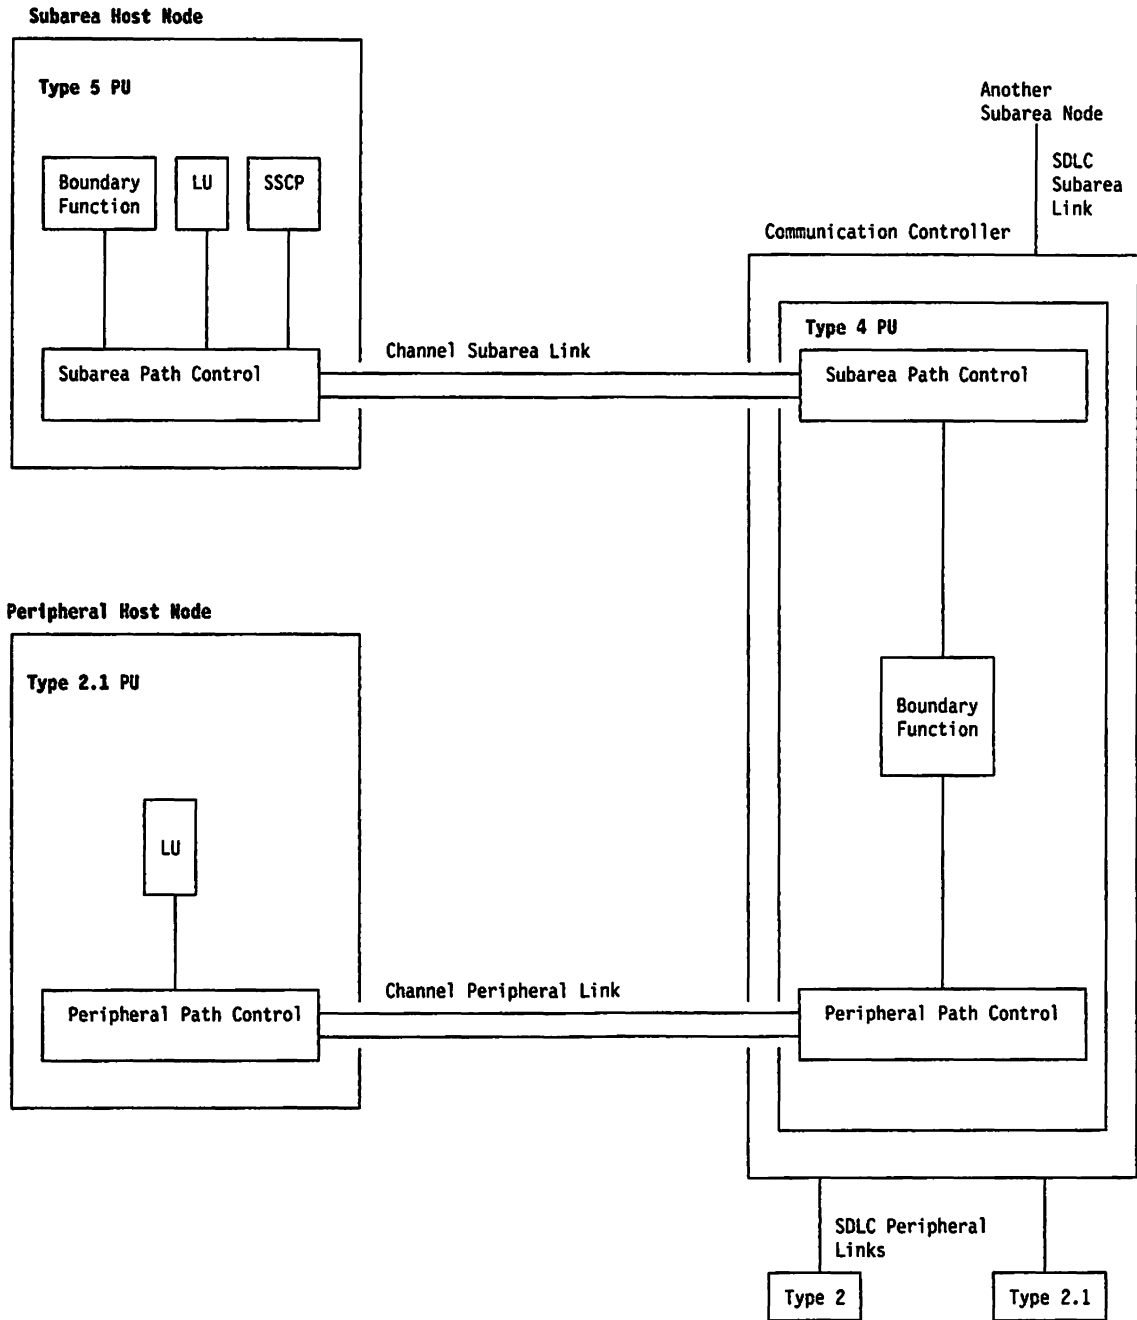 Subarea Host Node
Type 5 PU
Boundary
Function
LU
SSCP
Subarea Path Control
Channel Subarea Link
Another
Subarea Node
SDLC
Subarea
Link
Communication Controller
Type 4 PU
Subarea Path Control
Boundary
Function
Peripheral Host Node
Type 2.1 PU
LU
Peripheral Path Control
Channel Peripheral Link
Peripheral Path Control
SDLC Peripheral
Links
Type 2
Type 2.1